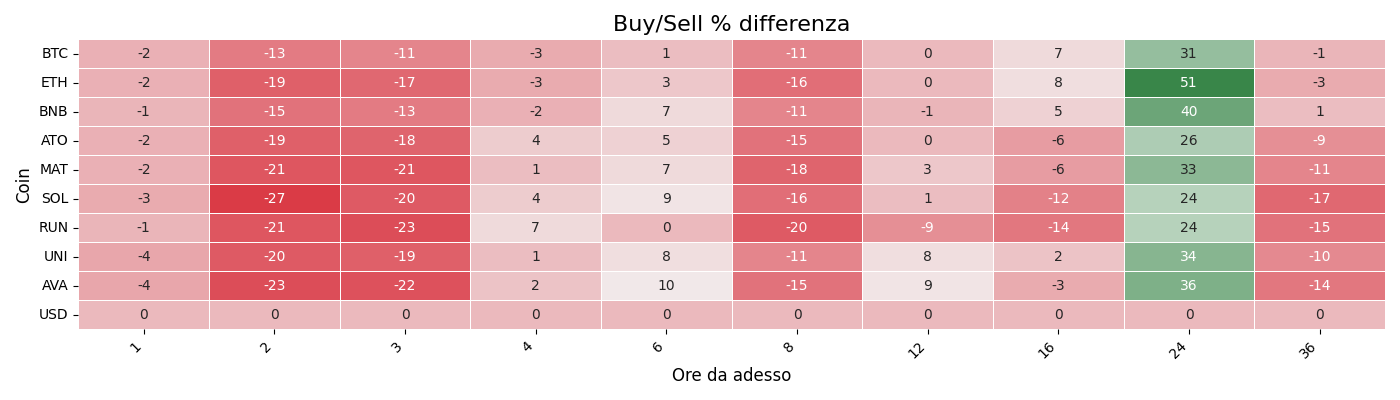 Buy/Sell % differenza
Coin
BTC -2 -13 -11 -3 1 -11 0 7 31 -1
ETH -2 -19 -17 -3 3 -16 0 8 51 -3
BNB -1 -15 -13 -2 7 -11 -1 5 40 1
ATO -2 -19 -18 4 5 -15 0 -6 26 -9
MAT -2 -21 -21 1 7 -18 3 -6 33 -11
SOL -3 -27 -20 4 9 -16 1 -12 24 -17
RUN -1 -21 -23 7 0 -20 -9 -14 24 -15
UNI -4 -20 -19 1 8 -11 8 2 34 -10
AVA -4 -23 -22 2 10 -15 9 -3 36 -14
USD 0 0 0 0 0 0 0 0 0 0
1 2 3 4 6 8 12 16 24 36
Ore da adesso